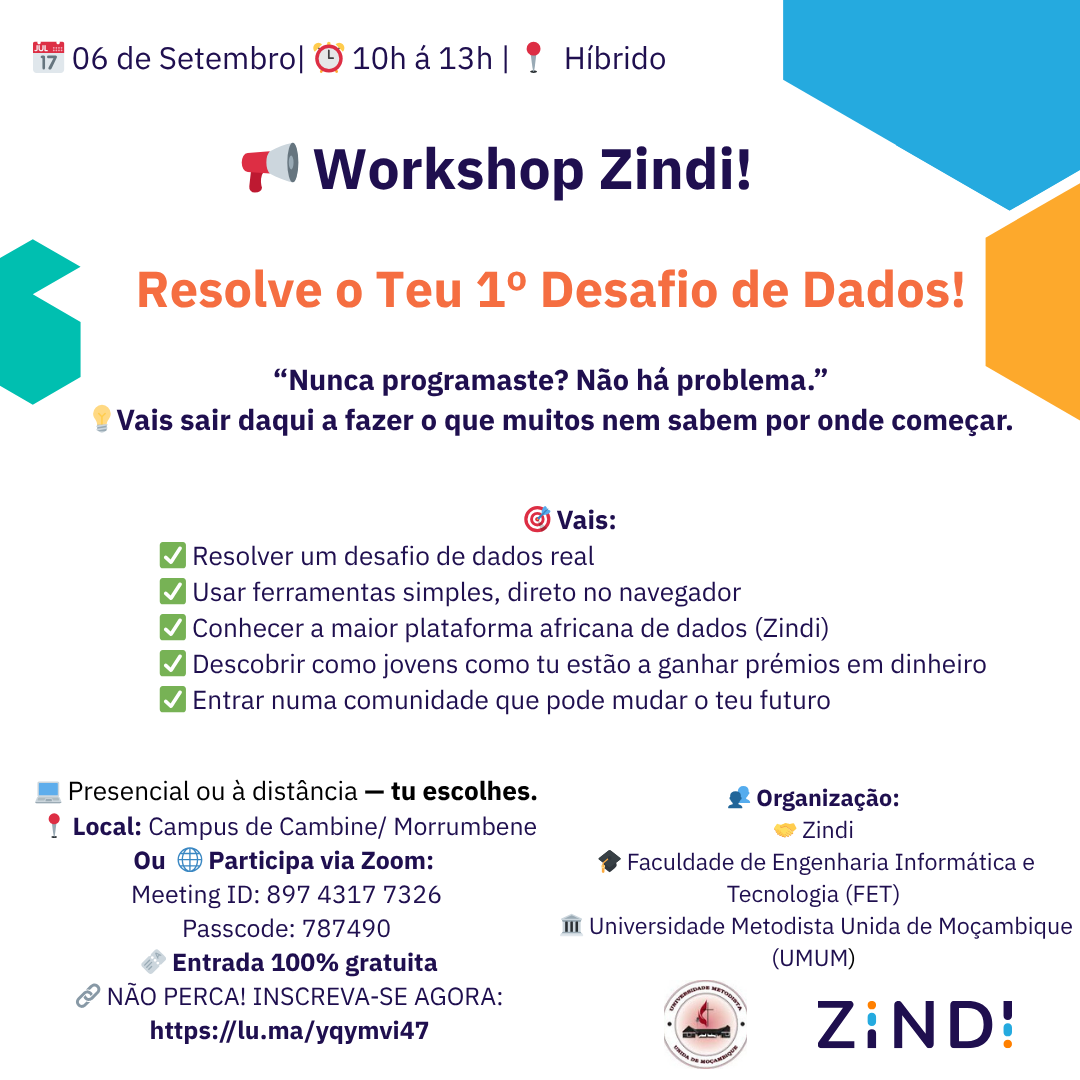 06 de Setembro| 10h á 13h | Híbrido
Workshop Zindi!
Resolve o Teu 1º Desafio de Dados!
“Nunca programaste? Não há problema.”
Vais sair daqui a fazer o que muitos nem sabem por onde começar.
Vais:
Resolver um desafio de dados real
Usar ferramentas simples, direto no navegador
Conhecer a maior plataforma africana de dados (Zindi)
Descobrir como jovens como tu estão a ganhar prémios em dinheiro
Entrar numa comunidade que pode mudar o teu futuro
Presencial ou à distância — tu escolhes.
Local: Campus de Cambine/ Morrumbene
Ou Participa via Zoom:
Meeting ID: 897 4317 7326
Passcode: 787490
Entrada 100% gratuita
NÃO PERCA! INSCREVA-SE AGORA:
https://lu.ma/yqymvi47
Organização:
Zindi
Faculdade de Engenharia Informática e
Tecnologia (FET)
Universidade Metodista Unida de Moçambique
(UMUM)
UNIVERSIDADE METODISTA
UNIDA DE MOÇAMBIQUE
ZiNDi